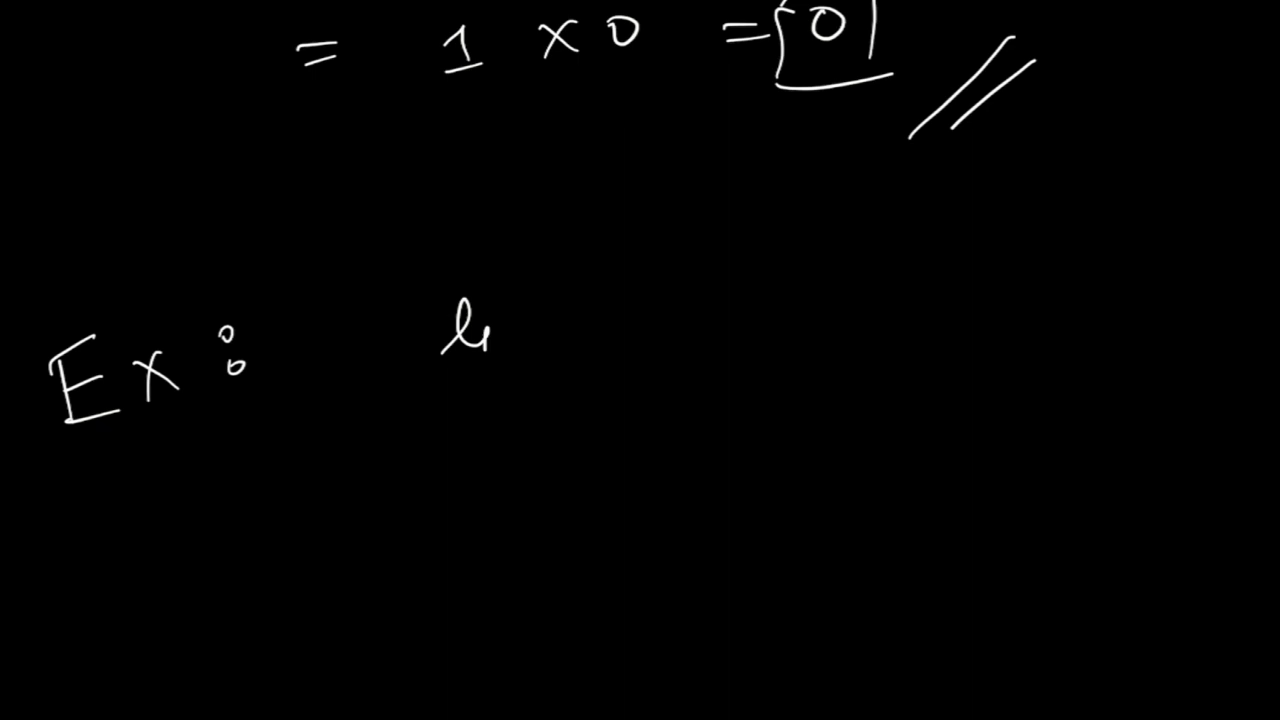 = 1 × 0 = 0 //
Ex :